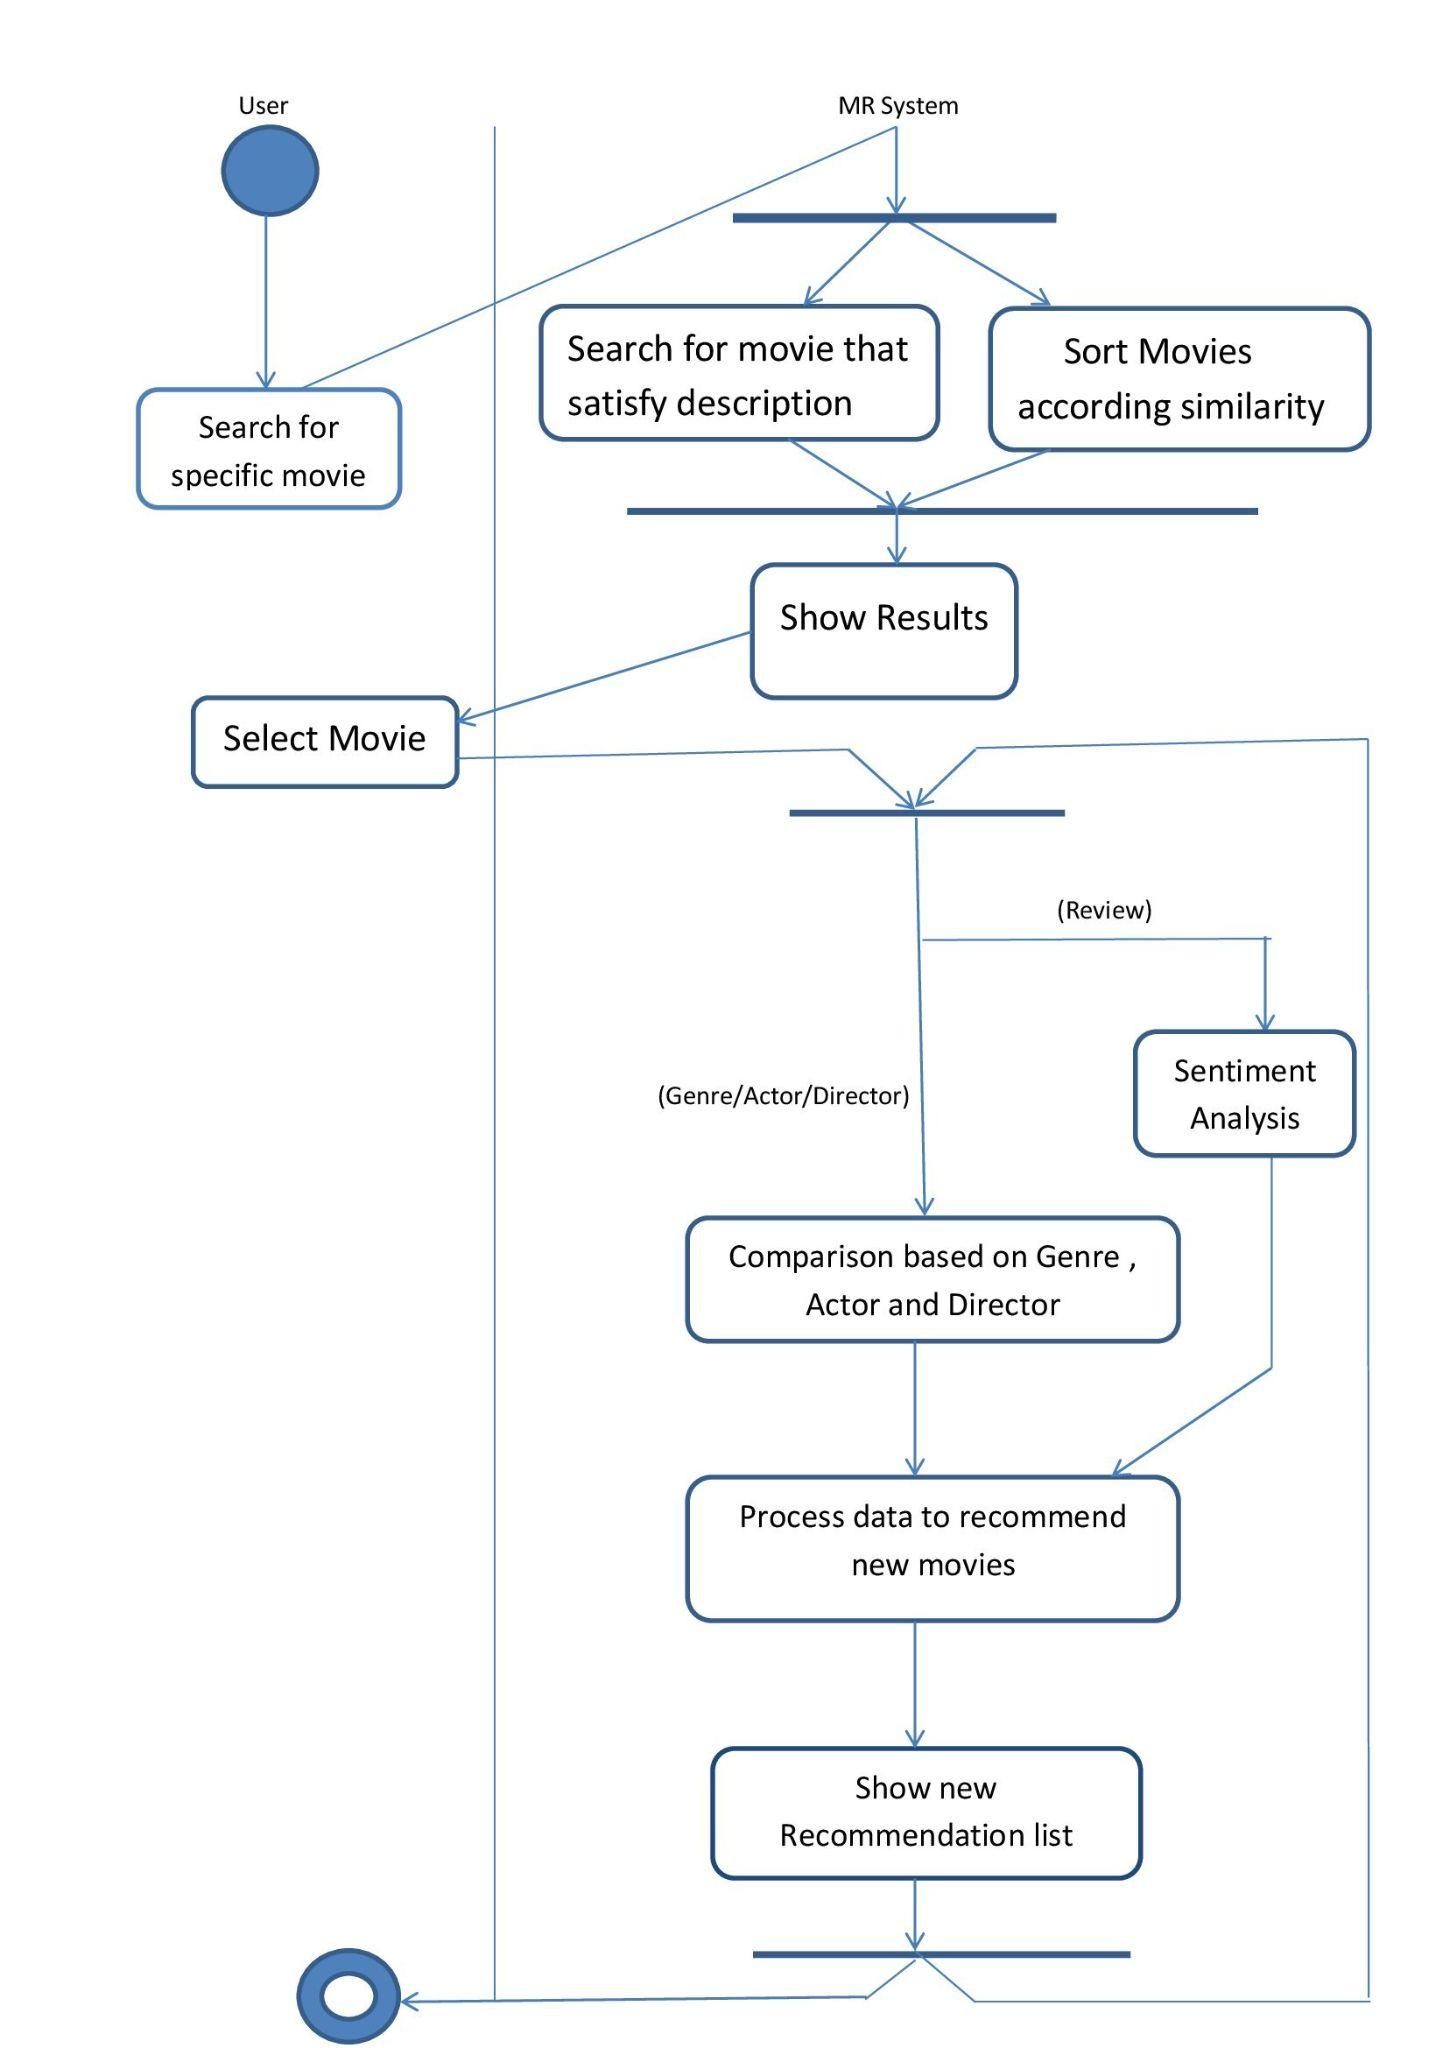 User
MR System
Search for movie that
satisfy description
Sort Movies
according similarity
Search for
specific movie
Show Results
Select Movie
(Review)
Sentiment
Analysis
(Genre/Actor/Director)
Comparison based on Genre ,
Actor and Director
Process data to recommend
new movies
Show new
Recommendation list